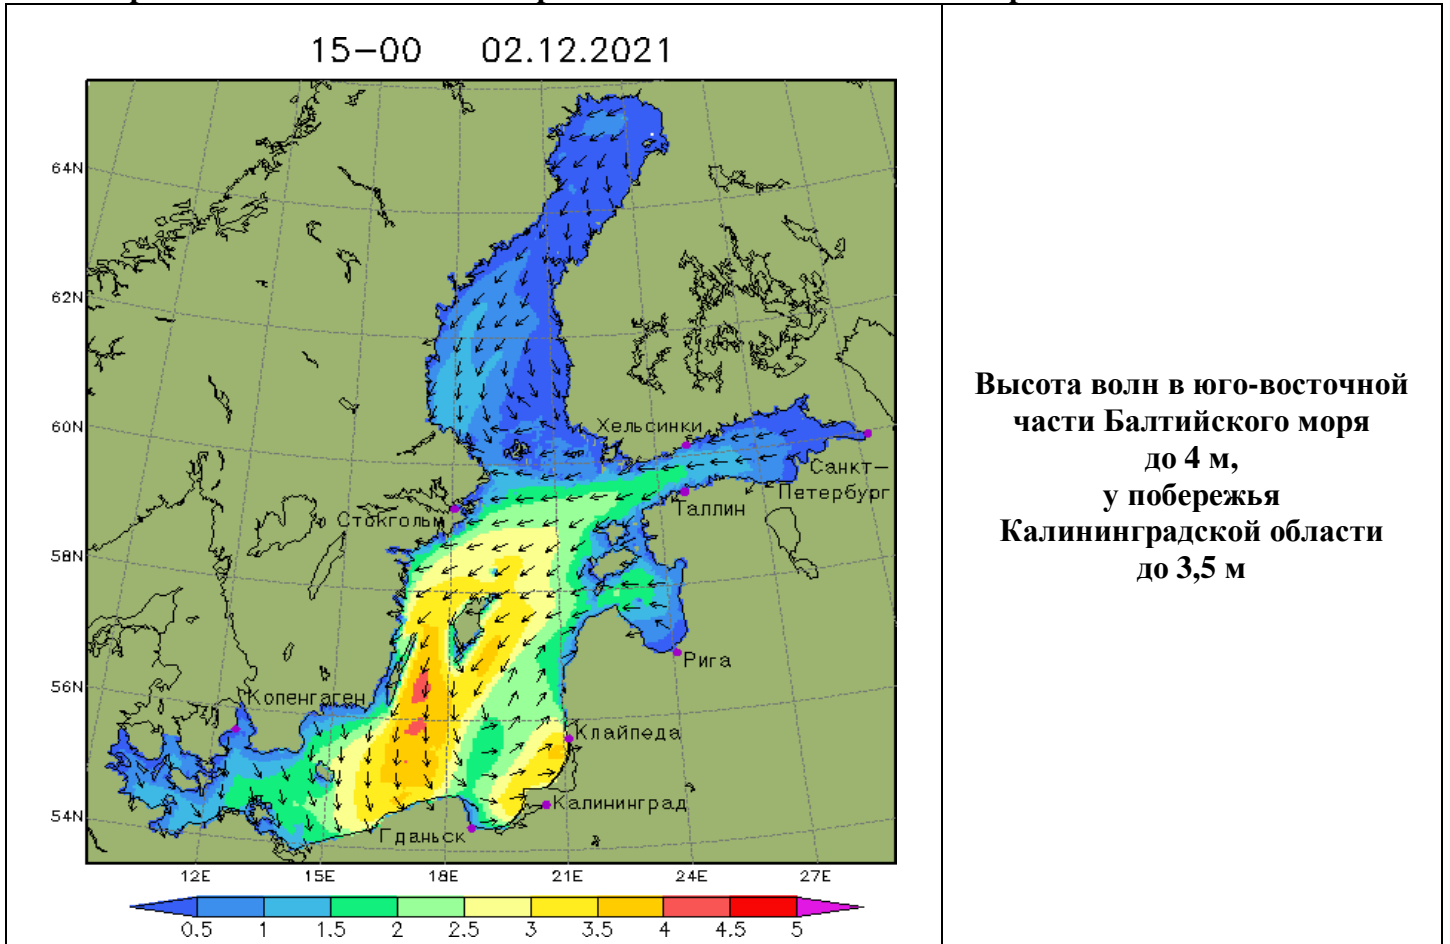 15-00 02.12.2021
64N
62N
60N
58N
56N
54N
Хельсинки
Санкт-
Петербург
Таллин
Стокгольм
Рига
Копенгаген
Клайпеда
Калининград
Гданьск
12E 15E 18E 21E 24E 27E
0.5 1 1.5 2 2.5 3 3.5 4 4.5 5
Высота волн в юго-восточной
части Балтийского моря
до 4 м,
у побережья
Калининградской области
до 3,5 м